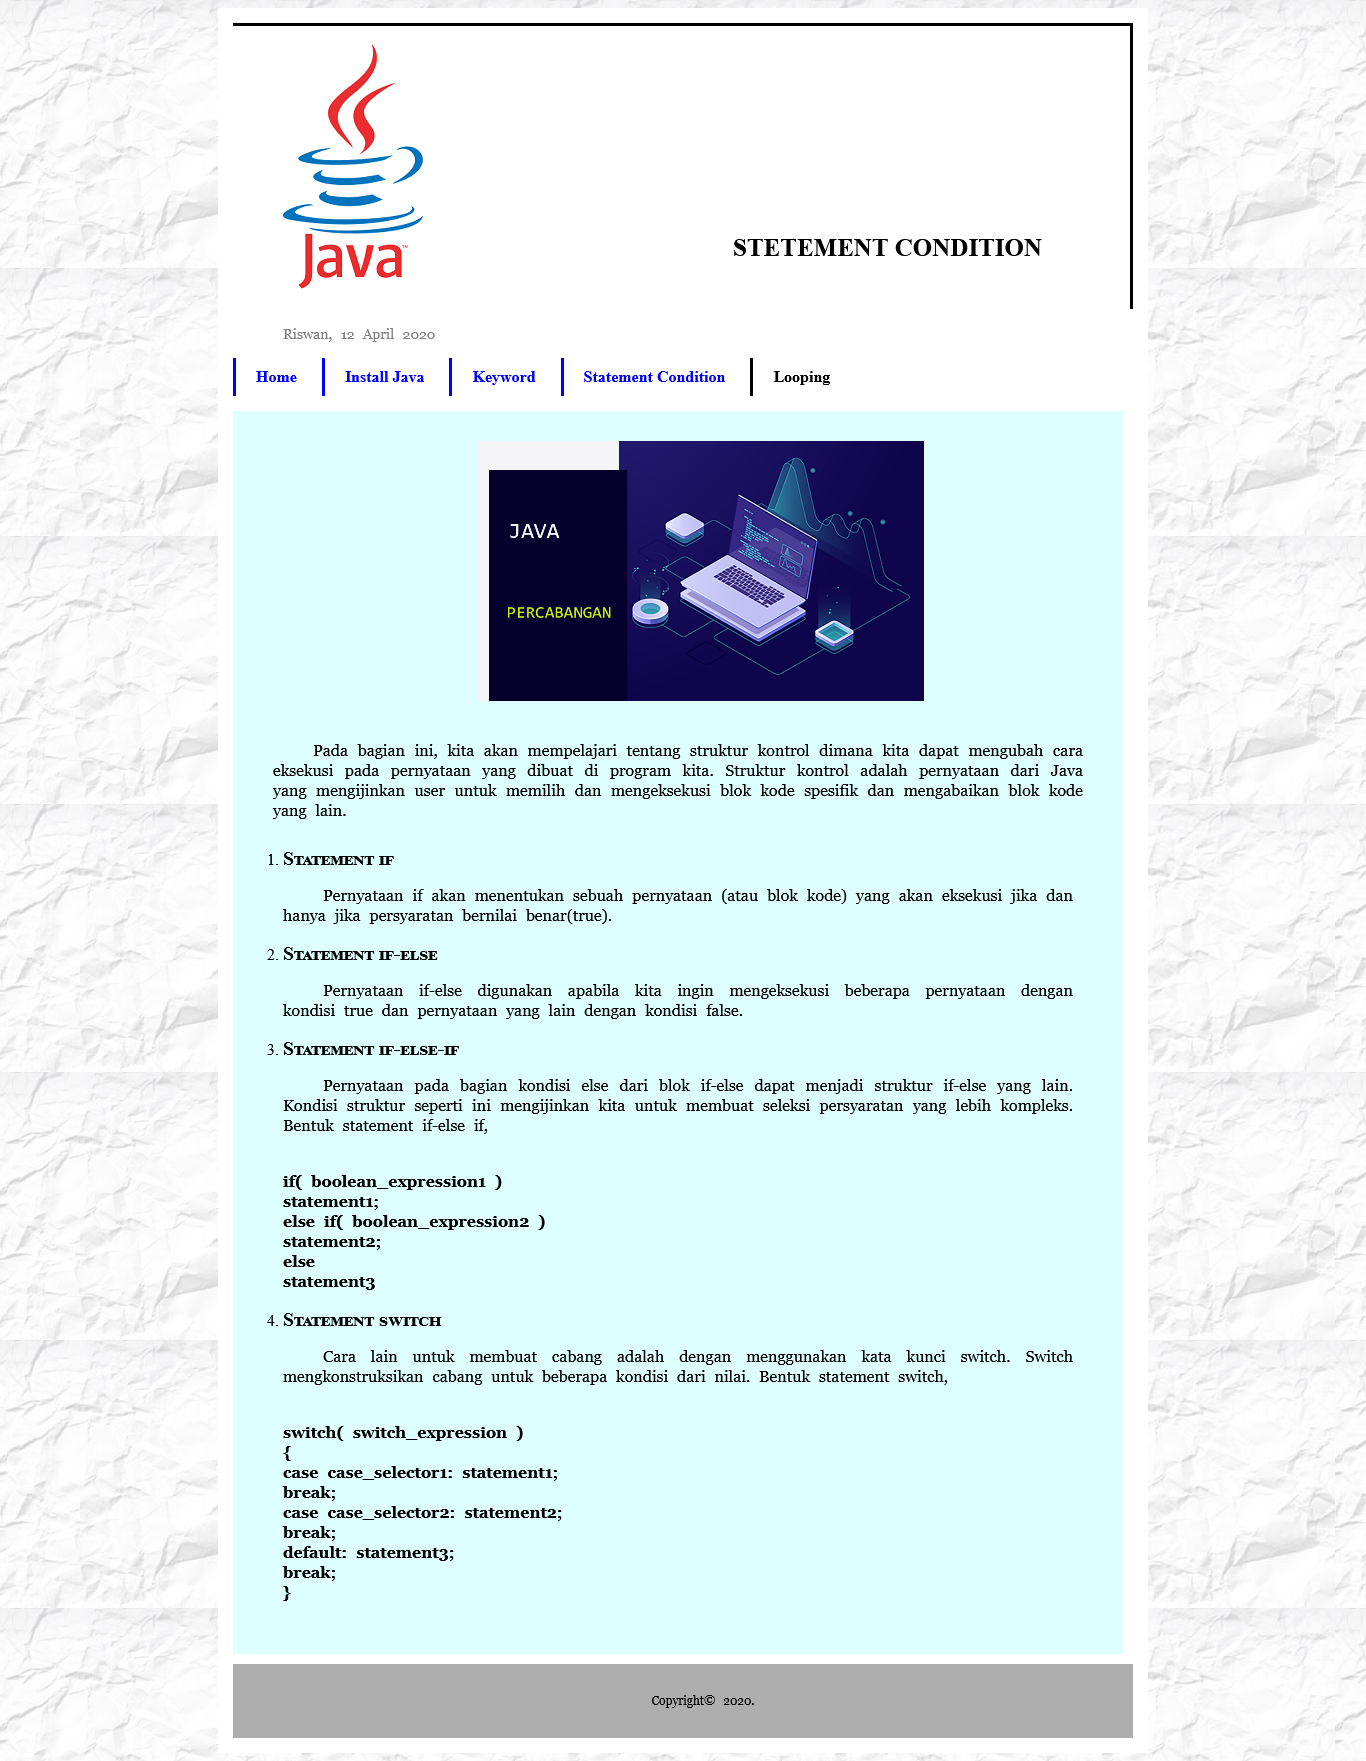 Java™
STETEMENT CONDITION
Riswan, 12 April 2020
Home Install Java Keyword Statement Condition Looping
JAVA
PERCABANGAN
Pada bagian ini, kita akan mempelajari tentang struktur kontrol dimana kita dapat mengubah cara
eksekusi pada pernyataan yang dibuat di program kita. Struktur kontrol adalah pernyataan dari Java
yang mengijinkan user untuk memilih dan mengeksekusi blok kode spesifik dan mengabaikan blok kode
yang lain.
1. Statement if
Pernyataan if akan menentukan sebuah pernyataan (atau blok kode) yang akan eksekusi jika dan
hanya jika persyaratan bernilai benar(true).
2. Statement if-else
Pernyataan if-else digunakan apabila kita ingin mengeksekusi beberapa pernyataan dengan
kondisi true dan pernyataan yang lain dengan kondisi false.
3. Statement if-else-if
Pernyataan pada bagian kondisi else dari blok if-else dapat menjadi struktur if-else yang lain.
Kondisi struktur seperti ini mengijinkan kita untuk membuat seleksi persyaratan yang lebih kompleks.
Bentuk statement if-else if,
if( boolean_expression1 )
statement1;
else if( boolean_expression2 )
statement2;
else
statement3
4. Statement switch
Cara lain untuk membuat cabang adalah dengan menggunakan kata kunci switch. Switch
mengkonstruksikan cabang untuk beberapa kondisi dari nilai. Bentuk statement switch,
switch( switch_expression )
{
case case_selector1: statement1;
break;
case case_selector2: statement2;
break;
default: statement3;
break;
}
Copyright© 2020.